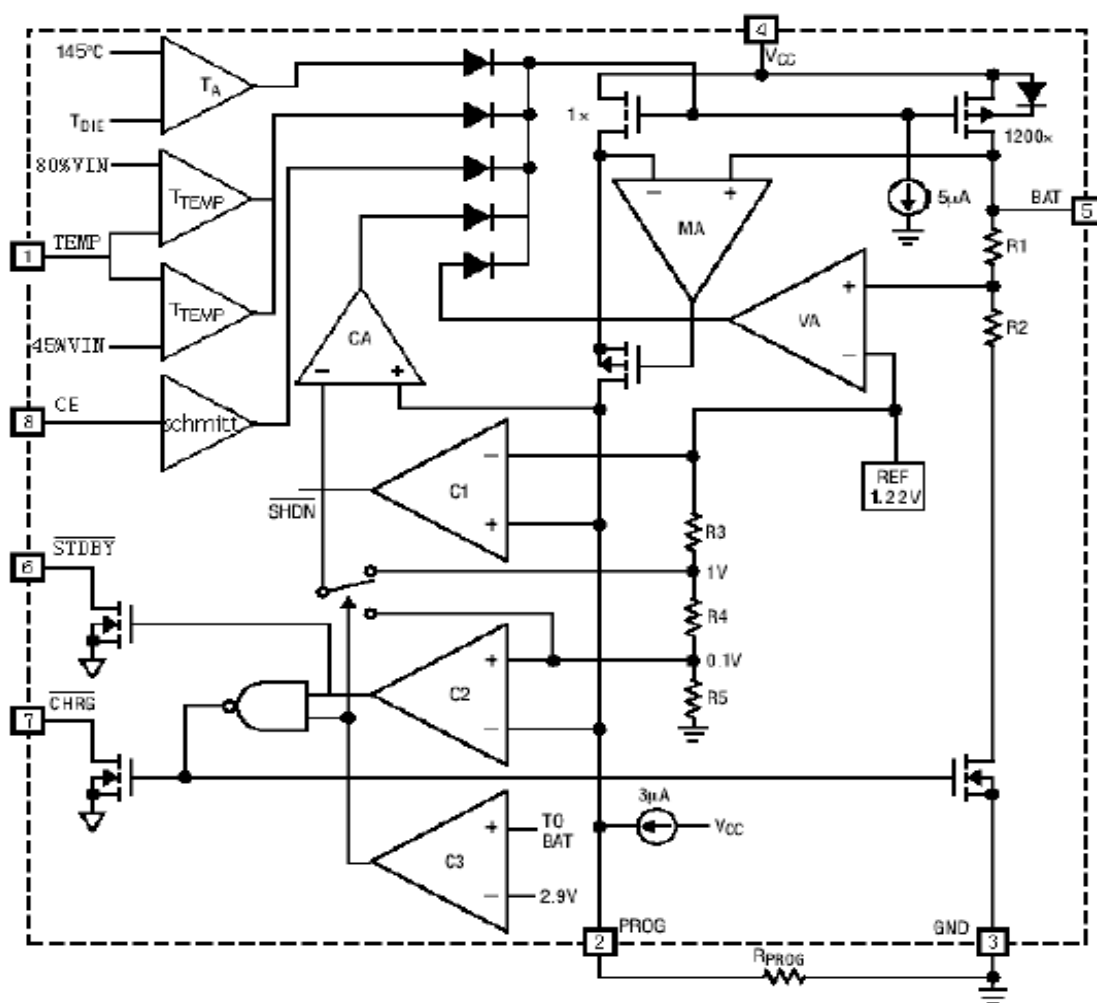 4
145°C
VCC
TA
1×
TDIE
1200×
80%VIN
TTEMP
5µA
BAT
5
MA
1
TEMP
R1
TTEMP
VA
R2
CA
45%VIN
8
CE
schmitt
REF
1.22V
C1
SHDN
R3
STDBY
6
1V
R4
0.1V
CHRG
C2
R5
7
3µA
VCC
TO
BAT
C3
2.9V
PROG
GND
2
3
RPROG
+
−
+
−
+
−
−
+
−
+
+
−
+
−